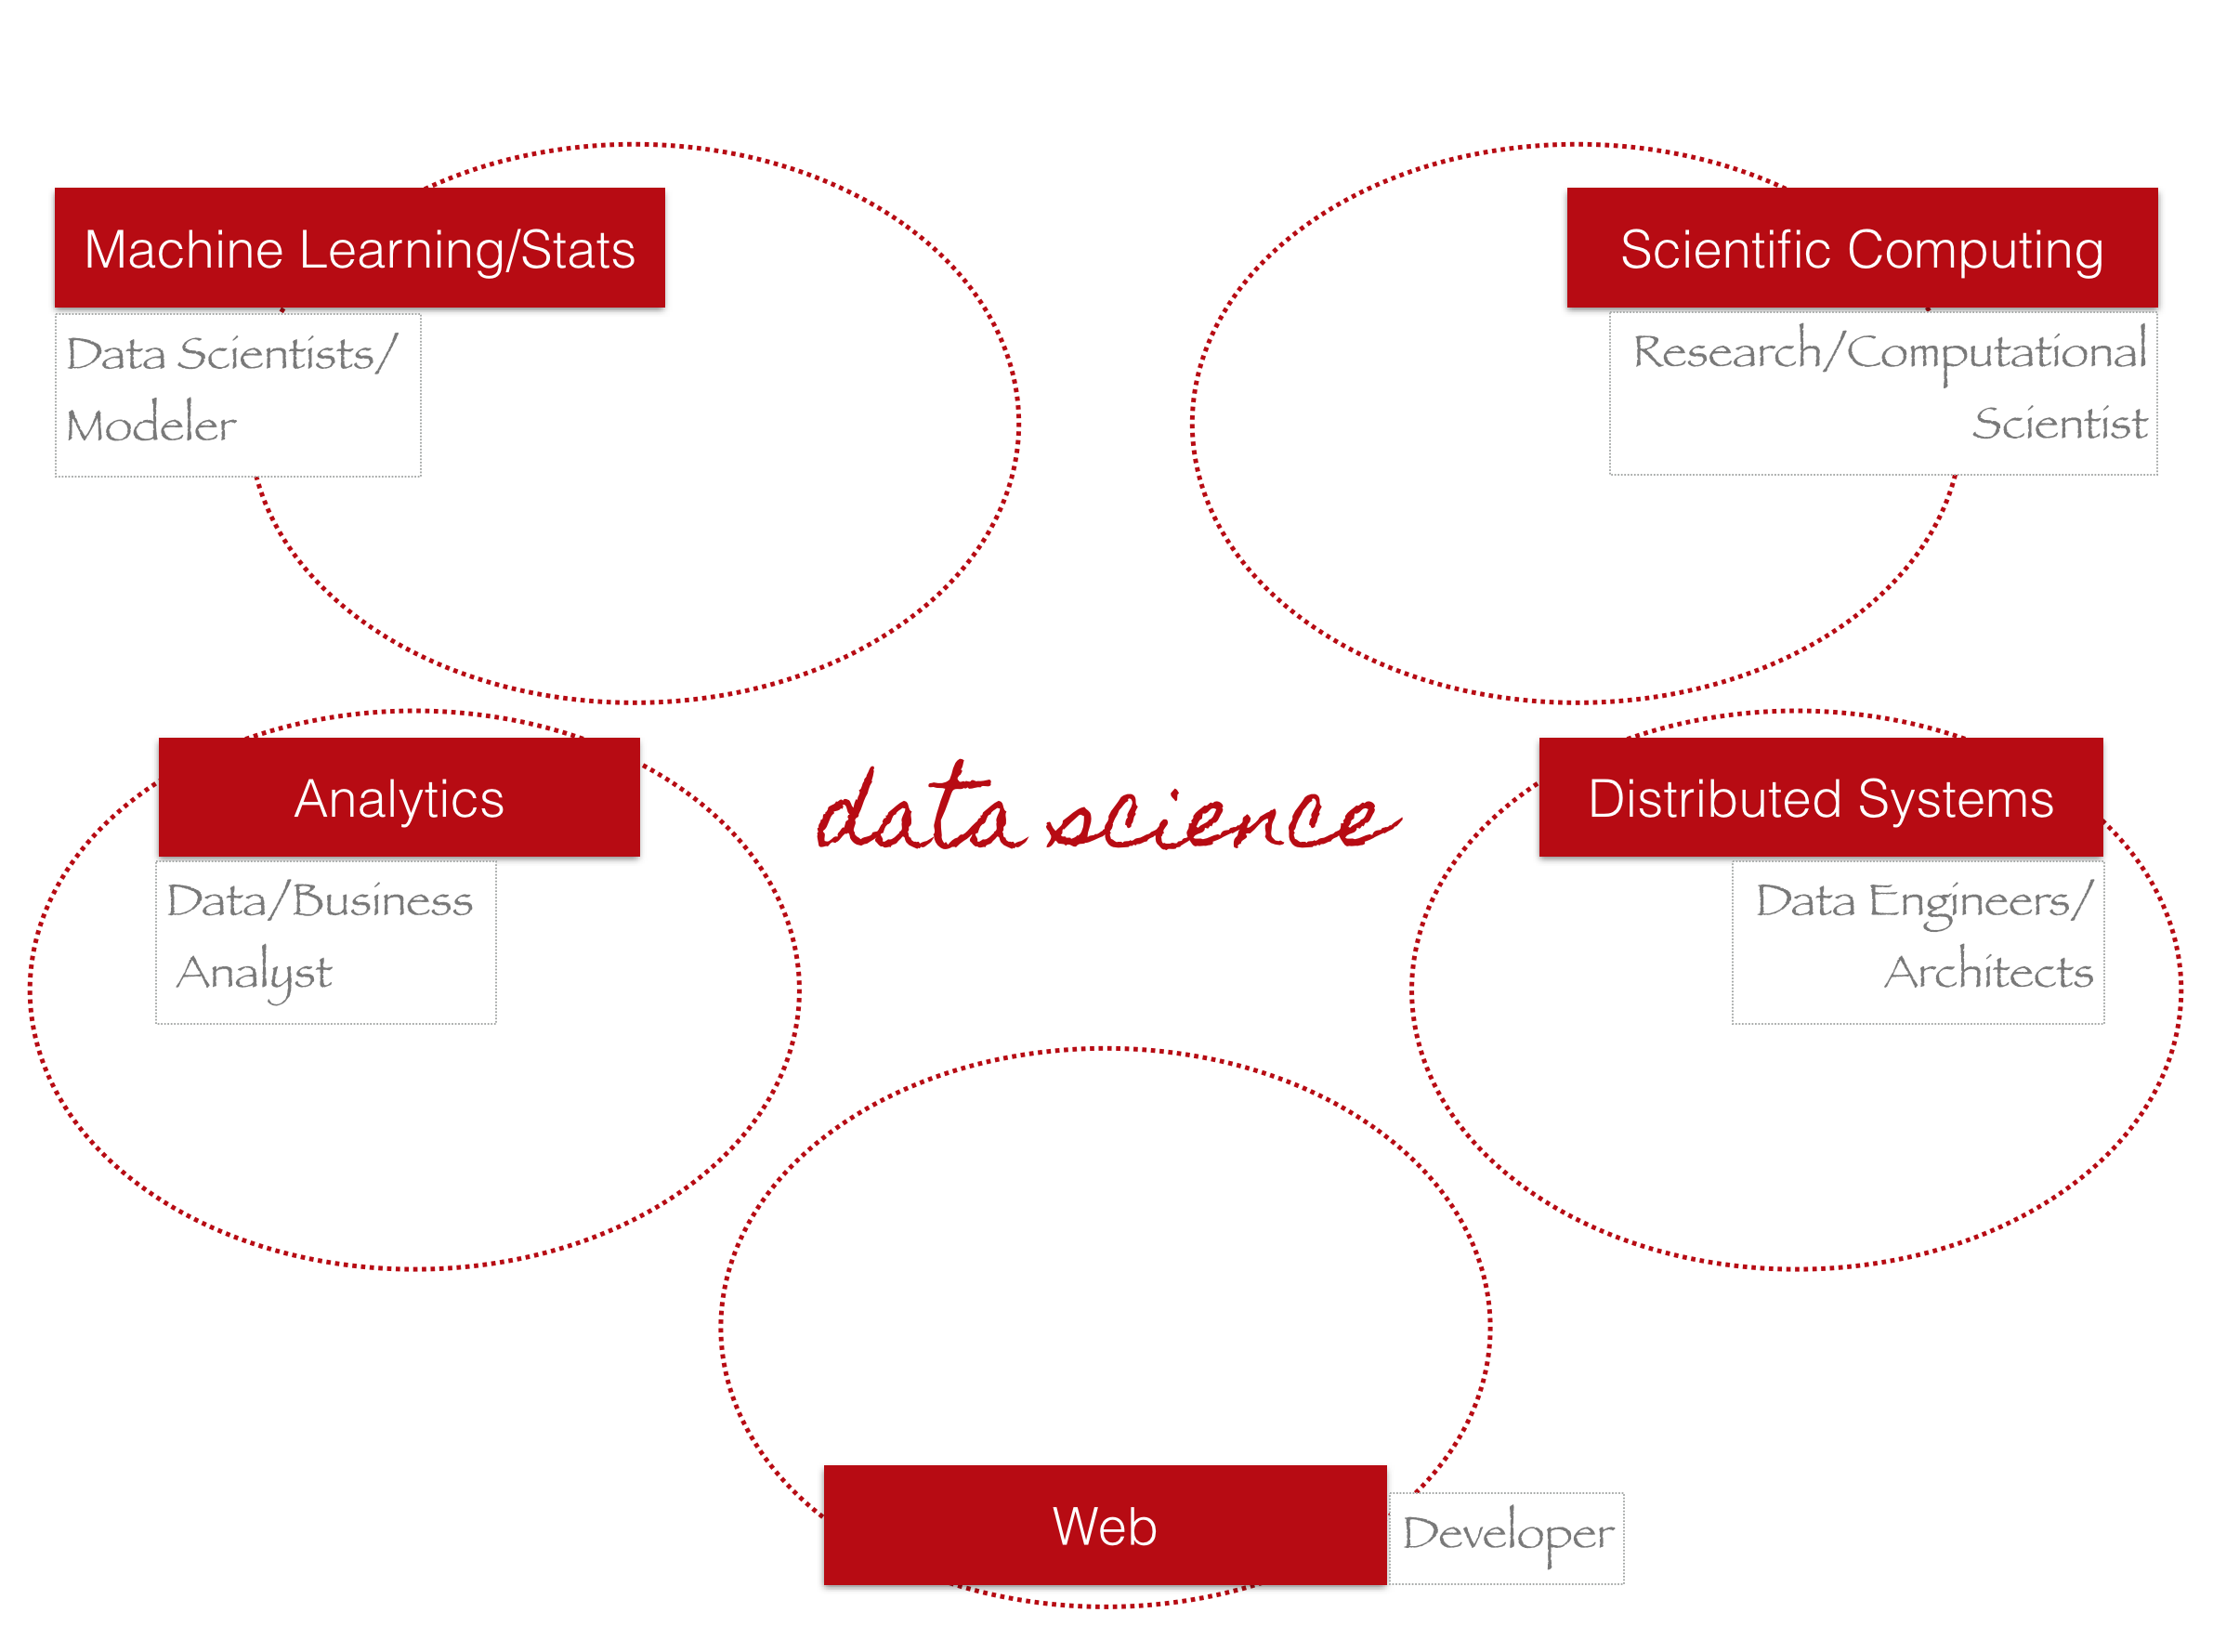 Machine Learning/Stats
Data Scientists/
Modeler
Scientific Computing
Research/Computational
Scientist
Analytics
Data/Business
Analyst
data science
Distributed Systems
Data Engineers/
Architects
Web
Developer